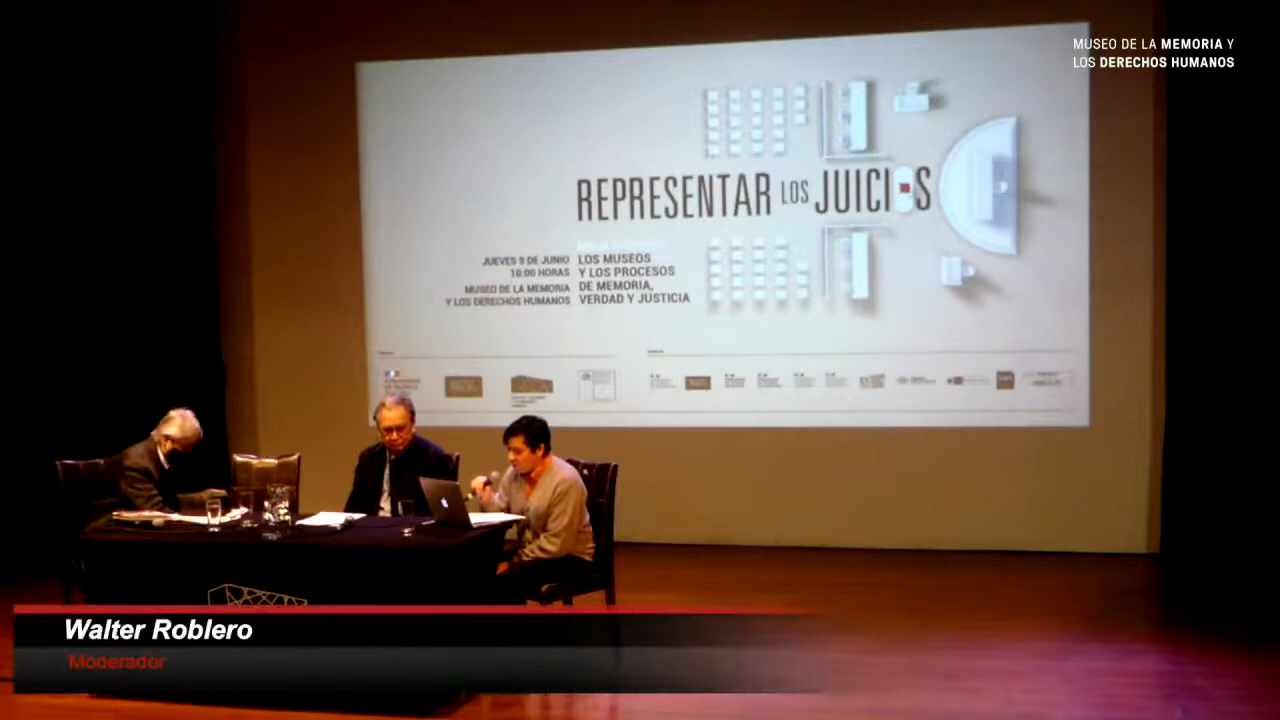 MUSEO DE LA MEMORIA Y
LOS DERECHOS HUMANOS
REPRESENTAR LOS JUICIOS
JUEVES 9 DE JUNIO
10:00 HORAS
MUSEO DE LA MEMORIA
Y LOS DERECHOS HUMANOS
LOS MUSEOS
Y LOS PROCESOS
DE MEMORIA,
VERDAD Y JUSTICIA
Walter Roblero
Moderador